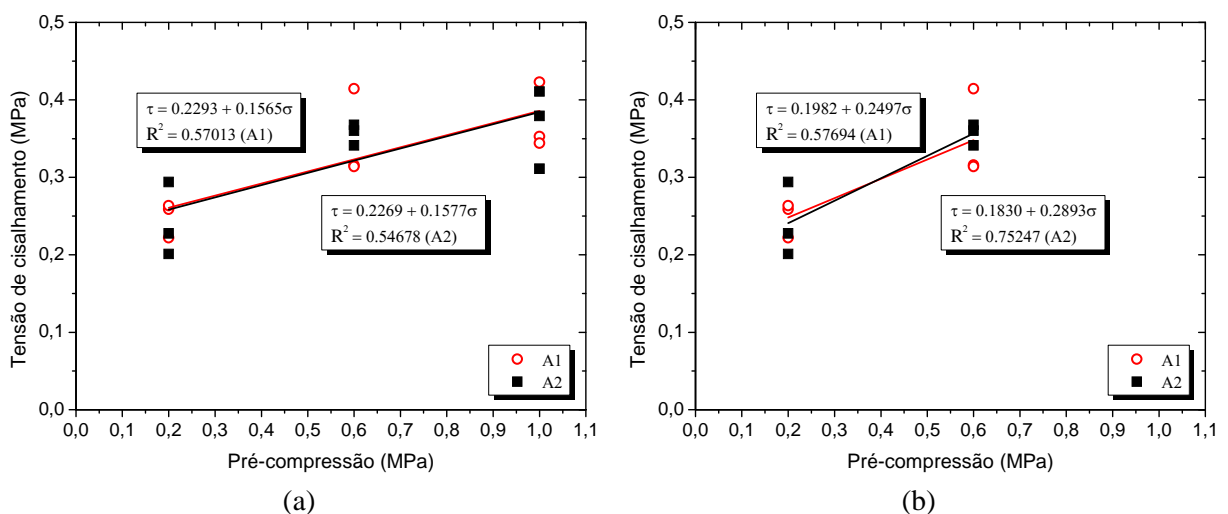 0,5
0,4
0,3
0,2
0,1
0,0
Tensão de cisalhamento (MPa)
τ = 0.2293 + 0.1565σ
R² = 0.57013 (A1)
τ = 0.2269 + 0.1577σ
R² = 0.54678 (A2)
A1
A2
0,0 0,1 0,2 0,3 0,4 0,5 0,6 0,7 0,8 0,9 1,0 1,1
Pré-compressão (MPa)
(a)
0,5
0,4
0,3
0,2
0,1
0,0
Tensão de cisalhamento (MPa)
τ = 0.1982 + 0.2497σ
R² = 0.57694 (A1)
τ = 0.1830 + 0.2893σ
R² = 0.75247 (A2)
A1
A2
0,0 0,1 0,2 0,3 0,4 0,5 0,6 0,7 0,8 0,9 1,0 1,1
Pré-compressão (MPa)
(b)